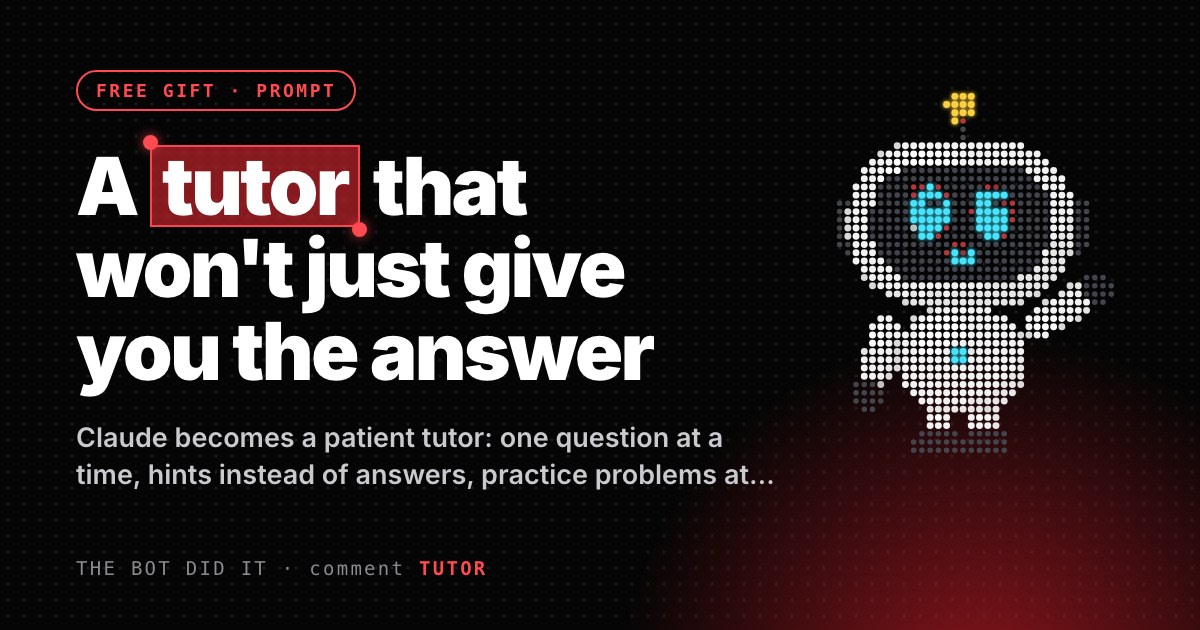 FREE GIFT · PROMPT
A tutor that
won't just give
you the answer
Claude becomes a patient tutor: one question at a
time, hints instead of answers, practice problems at...
THE BOT DID IT · comment TUTOR